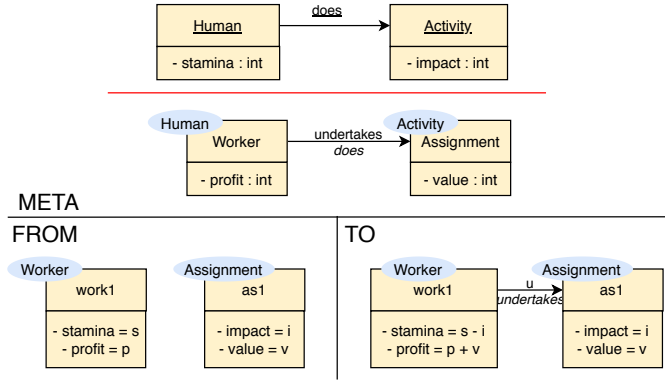 does
Human
Activity
- stamina : int
- impact : int
Human
Activity
Worker
undertakes
does
Assignment
- profit : int
- value : int
META
FROM
TO
Worker
Assignment
work1
as1
- stamina = s
- profit = p
- impact = i
- value = v
Worker
Assignment
work1
u
undertakes
as1
- stamina = s - i
- profit = p + v
- impact = i
- value = v